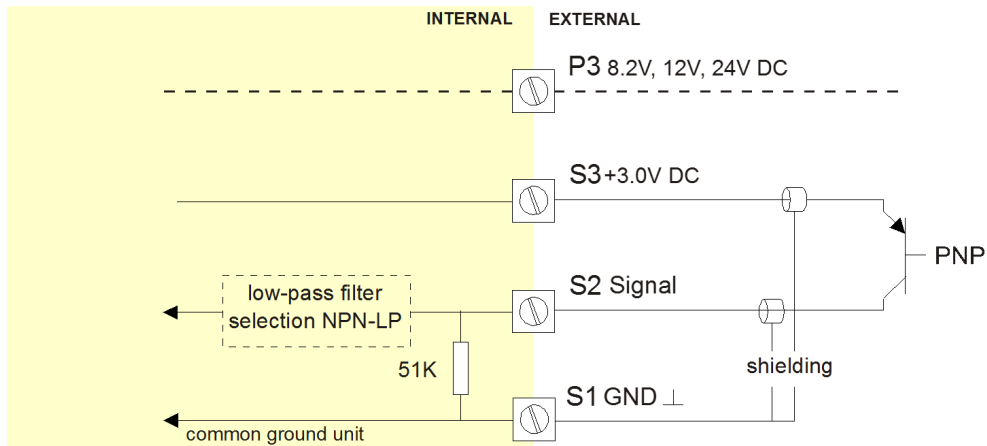 INTERNAL EXTERNAL
P3 8.2V, 12V, 24V DC
S3 +3.0V DC
PNP
S2 Signal
low-pass filter
selection NPN-LP
51K
shielding
S1 GND ⊥
common ground unit